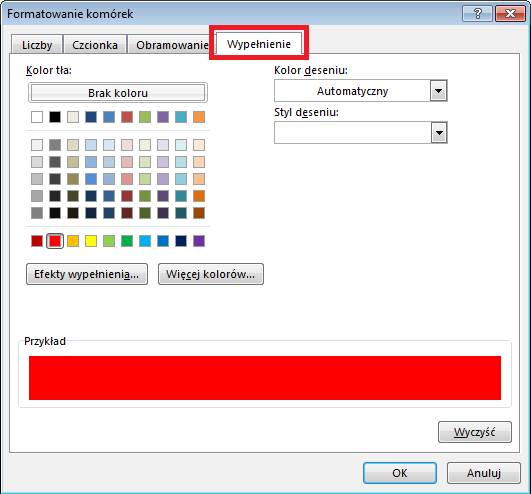 Formatowanie komórek
Liczby Czcionka Obramowanie Wypełnienie
Kolor tła:
Brak koloru
Kolor deseniu:
Automatyczny
Styl deseniu:
Efekty wypełnienia...
Więcej kolorów...
Przykład
Wyczyść
OK Anuluj